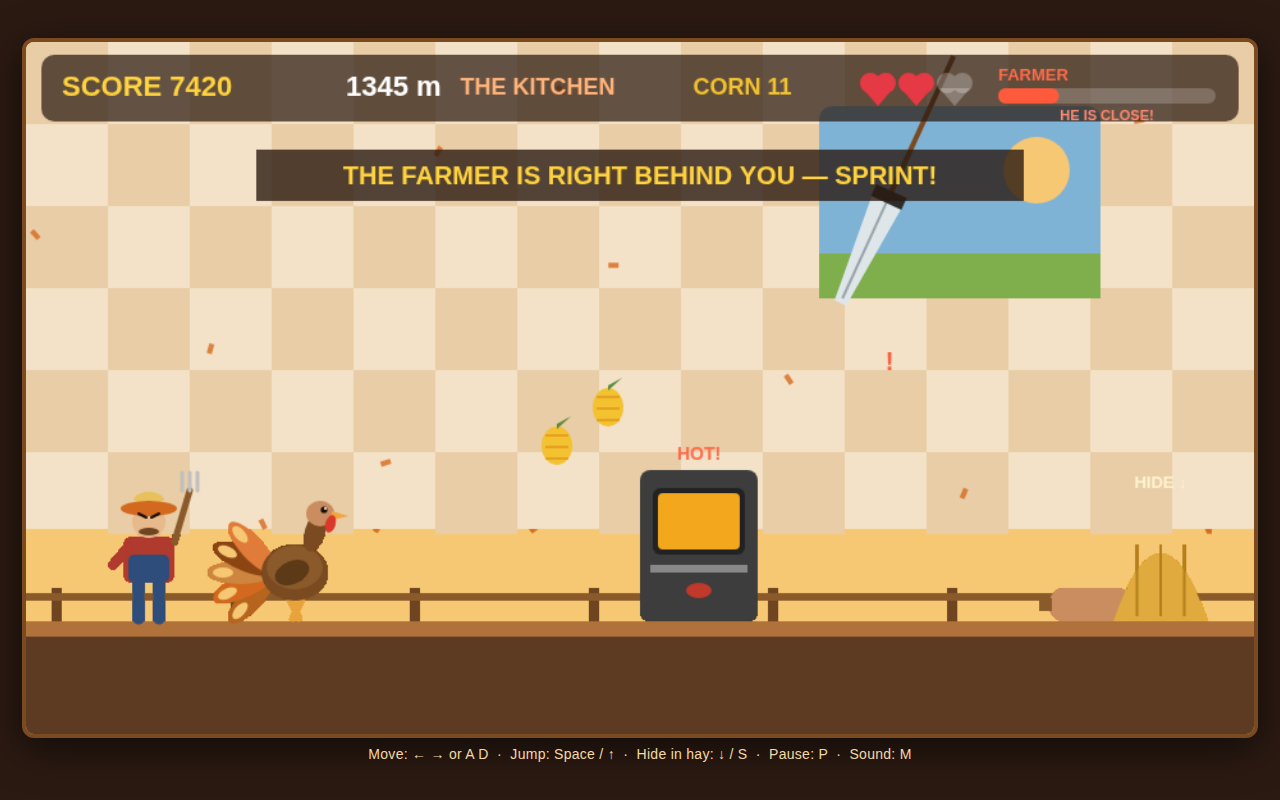 SCORE 7420
1345 m
THE KITCHEN
CORN 11
FARMER
HE IS CLOSE!
THE FARMER IS RIGHT BEHIND YOU — SPRINT!
!
HOT!
HIDE ↓
Move: ← → or A D · Jump: Space / ↑ · Hide in hay: ↓ / S · Pause: P · Sound: M